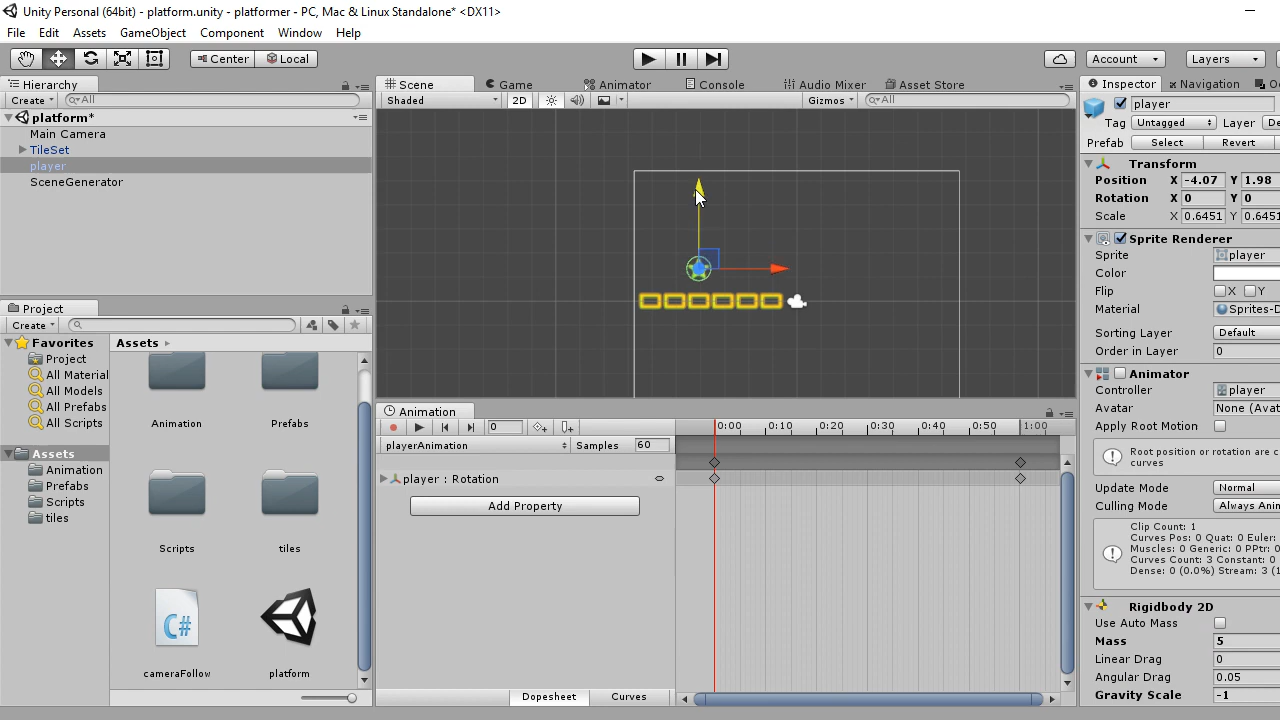 Unity Personal (64bit) - platform.unity - platformer - PC, Mac & Linux Standalone* <DX11>
File Edit Assets GameObject Component Window Help
Center Local Account Layers
Hierarchy
Create All
platform*
Main Camera
TileSet
player
SceneGenerator
Project
Create
Favorites
Project
All Material
All Models
All Prefabs
All Scripts
Assets
Animation
Prefabs
Scripts
tiles
Assets
Animation Prefabs
Scripts tiles
C#
cameraFollow platform
Scene Game Animator Console Audio Mixer Asset Store
Shaded 2D Gizmos All
Animation
0 0:00 0:10 0:20 0:30 0:40 0:50 1:00
playerAnimation Samples 60
player : Rotation
Add Property
Dopesheet Curves
Inspector Navigation
player
Tag Untagged Layer
Prefab Select Revert
Transform
Position X -4.07 Y 1.98
Rotation X 0 Y 0
Scale X 0.6451 Y 0.6451
Sprite Renderer
Sprite player
Color
Flip X Y
Material Sprites-D
Sorting Layer Default
Order in Layer 0
Animator
Controller player
Avatar None (Avat
Apply Root Motion
Root position or rotation are c
curves
Update Mode Normal
Culling Mode Always Anin
Clip Count: 1
Curves Pos: 0 Quat: 0 Euler:
Muscles: 0 Generic: 0 PPtr:
Curves Count: 3 Constant: 0
Dense: 0 (0.0%) Stream: 3 (1
Rigidbody 2D
Use Auto Mass
Mass 5
Linear Drag 0
Angular Drag 0.05
Gravity Scale -1